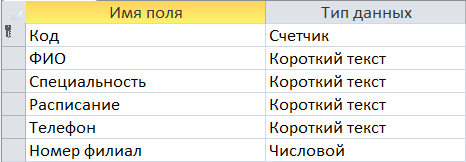 Имя поля Тип данных
Код Счетчик
ФИО Короткий текст
Специальность Короткий текст
Расписание Короткий текст
Телефон Короткий текст
Номер филиал Числовой